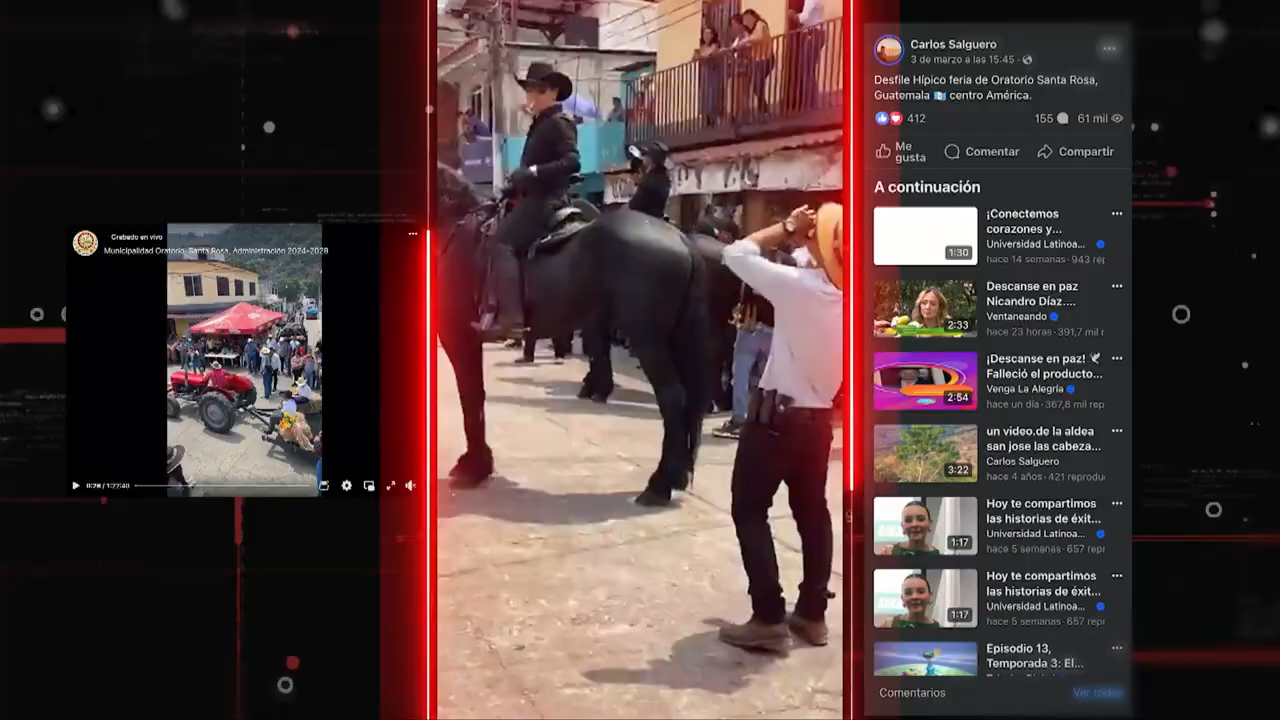 Grabado en vivo
Municipalidad Oratorio, Santa Rosa, Administración 2024-2028
0:28 / 1:27:40
Carlos Salguero
3 de marzo a las 15:45 ·
Desfile Hípico feria de Oratorio Santa Rosa,
Guatemala 🇬🇹 centro América.
412
155
61 mil
Me gusta
Comentar
Compartir
A continuación
1:30
¡Conectemos
corazones y...
Universidad Latinoa...
hace 14 semanas · 943 rep
2:33
Descanse en paz
Nicandro Díaz....
Ventaneando
hace 23 horas · 391,7 mil r
2:54
¡Descanse en paz! 🕊
Falleció el producto...
Venga La Alegría
hace un día · 367,8 mil rep
3:22
un video.de la aldea
san jose las cabeza...
Carlos Salguero
hace 4 años · 421 reprodu
1:17
Hoy te compartimos
las historias de éxit...
Universidad Latinoa...
hace 5 semanas · 657 repr
1:17
Hoy te compartimos
las historias de éxit...
Universidad Latinoa...
hace 5 semanas · 657 repr
Episodio 13,
Temporada 3: El...
Comentarios
Ver todos